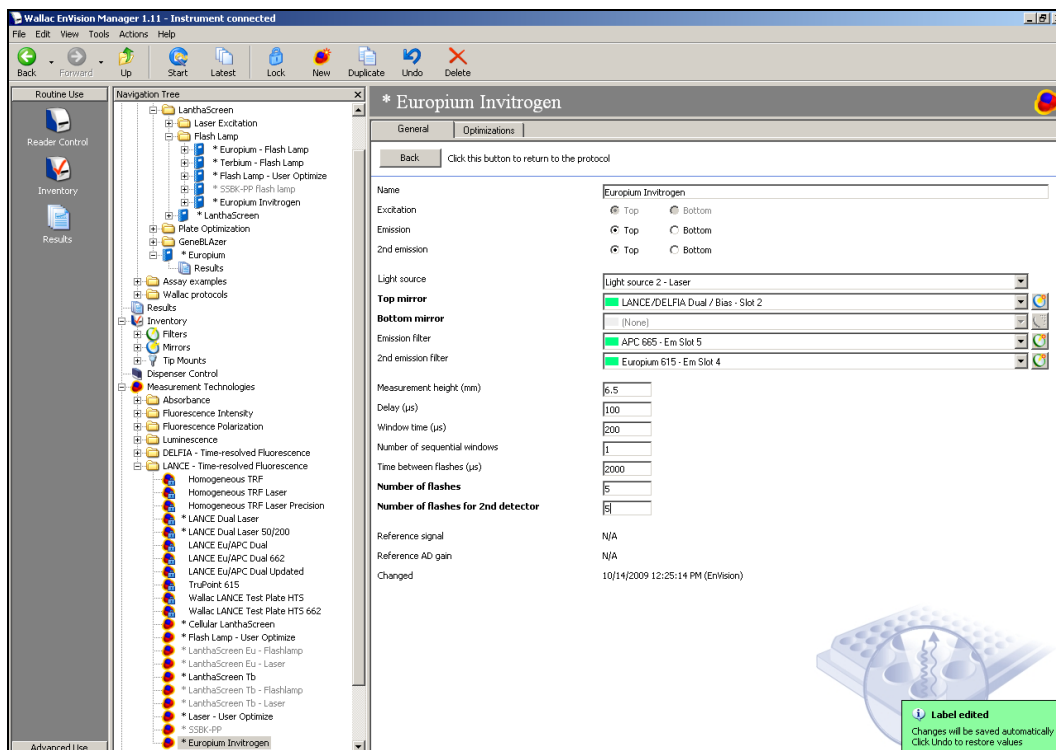 Wallac EnVision Manager 1.11 - Instrument connected
File Edit View Tools Actions Help
Back Forward Up Start Latest Lock New Duplicate Undo Delete
Routine Use
Reader Control
Inventory
Results
Advanced Use
Navigation Tree
LanthaScreen
Laser Excitation
Flash Lamp
* Europium - Flash Lamp
* Terbium - Flash Lamp
* Flash Lamp - User Optimize
* SSBK-PP flash lamp
* Europium Invitrogen
* LanthaScreen
Plate Optimization
GeneBLAzer
* Europium
Results
Assay examples
Wallac protocols
Results
Inventory
Filters
Mirrors
Tip Mounts
Dispenser Control
Measurement Technologies
Absorbance
Fluorescence Intensity
Fluorescence Polarization
Luminescence
DELFIA - Time-resolved Fluorescence
LANCE - Time-resolved Fluorescence
Homogeneous TRF
Homogeneous TRF Laser
Homogeneous TRF Laser Precision
* LANCE Dual Laser
* LANCE Dual Laser 50/200
LANCE Eu/APC Dual
LANCE Eu/APC Dual 662
LANCE Eu/APC Dual Updated
TruPoint 615
Wallac LANCE Test Plate HTS
Wallac LANCE Test Plate HTS 662
* Cellular LanthaScreen
* Flash Lamp - User Optimize
* LanthaScreen Eu - Flashlamp
* LanthaScreen Eu - Laser
* LanthaScreen Tb
* LanthaScreen Tb - Flashlamp
* LanthaScreen Tb - Laser
* Laser - User Optimize
* SSBK-PP
* Europium Invitrogen
* Europium Invitrogen
General Optimizations
Back Click this button to return to the protocol
Name Europium Invitrogen
Excitation Top Bottom
Emission Top Bottom
2nd emission Top Bottom
Light source Light source 2 - Laser
Top mirror LANCE/DELFIA Dual / Bias - Slot 2
Bottom mirror (None)
Emission filter APC 665 - Em Slot 5
2nd emission filter Europium 615 - Em Slot 4
Measurement height (mm) 6.5
Delay (µs) 100
Window time (µs) 200
Number of sequential windows 1
Time between flashes (µs) 2000
Number of flashes 5
Number of flashes for 2nd detector 5
Reference signal N/A
Reference AD gain N/A
Changed 10/14/2009 12:25:14 PM (EnVision)
Label edited
Changes will be saved automatically
Click Undo to restore values